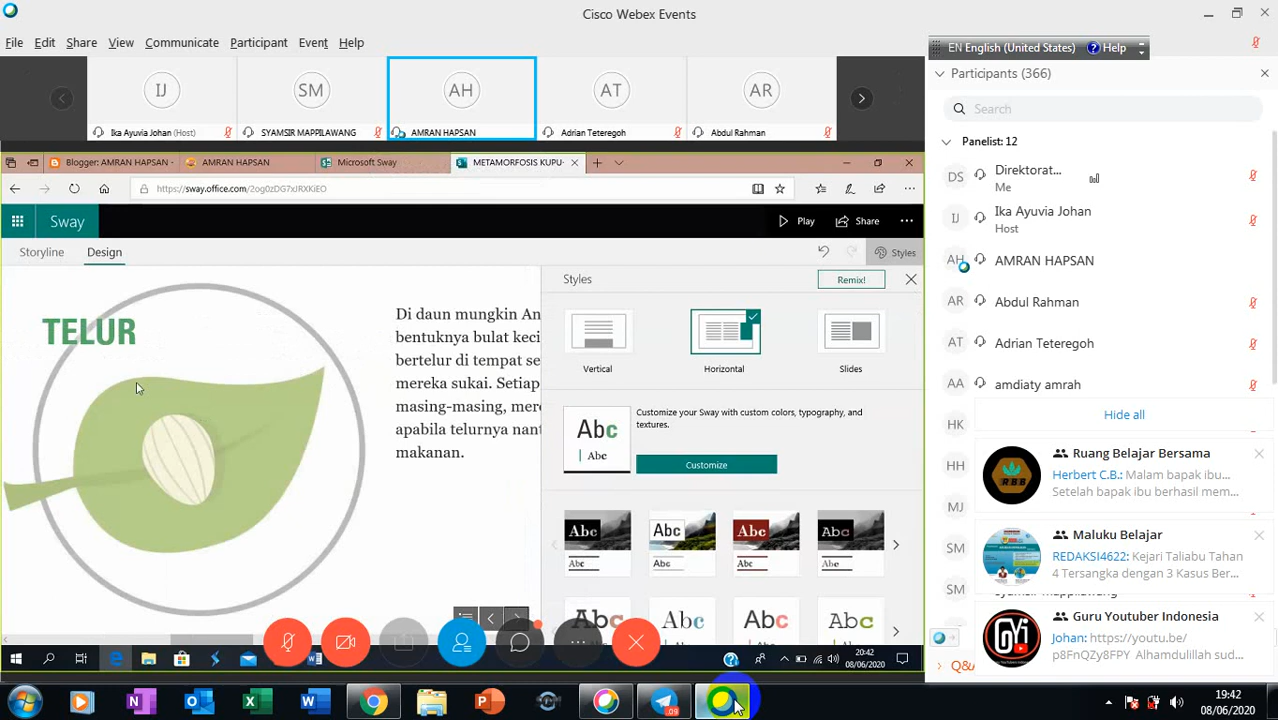 Cisco Webex Events
File Edit Share View Communicate Participant Event Help
EN English (United States) Help
IJ SM AH AT AR
Ika Ayuvia Johan (Host) SYAMSIR MAPPILAWANG AMRAN HAPSAN Adrian Teteregoh Abdul Rahman
Blogger: AMRAN HAPSAN - AMRAN HAPSAN Microsoft Sway METAMORFOSIS KUPU-
https://sway.office.com/2og0zDG7xJRXKiEO
Sway Play Share
Storyline Design Styles
TELUR
Di daun mungkin An
bentuknya bulat keci
bertelur di tempat se
mereka sukai. Setiap
masing-masing, mere
apabila telurnya nant
makanan.
Styles Remix!
Vertical Horizontal Slides
Abc
Abc
Customize your Sway with custom colors, typography, and
textures.
Customize
Abc Abc Abc Abc
Abc Abc Abc Abc
Abc Abc Abc Abc
20:42
08/06/2020
Participants (366)
Search
Panelist: 12
DS Direktorat...
Me
IJ Ika Ayuvia Johan
Host
AH AMRAN HAPSAN
AR Abdul Rahman
AT Adrian Teteregoh
AA amdiaty amrah
HK
HH
MJ
SM
SM
Hide all
RBB
Ruang Belajar Bersama
Herbert C.B.: Malam bapak ibu...
Setelah bapak ibu berhasil mem...
Maluku Belajar
REDAKSI4622: Kejari Taliabu Tahan
4 Tersangka dengan 3 Kasus Ber...
GYi
Guru Youtuber Indonesia
Johan: https://youtu.be/
p8FnQZy8FPY Alhamdulillah sud...
Q&A
.09
19:42
08/06/2020